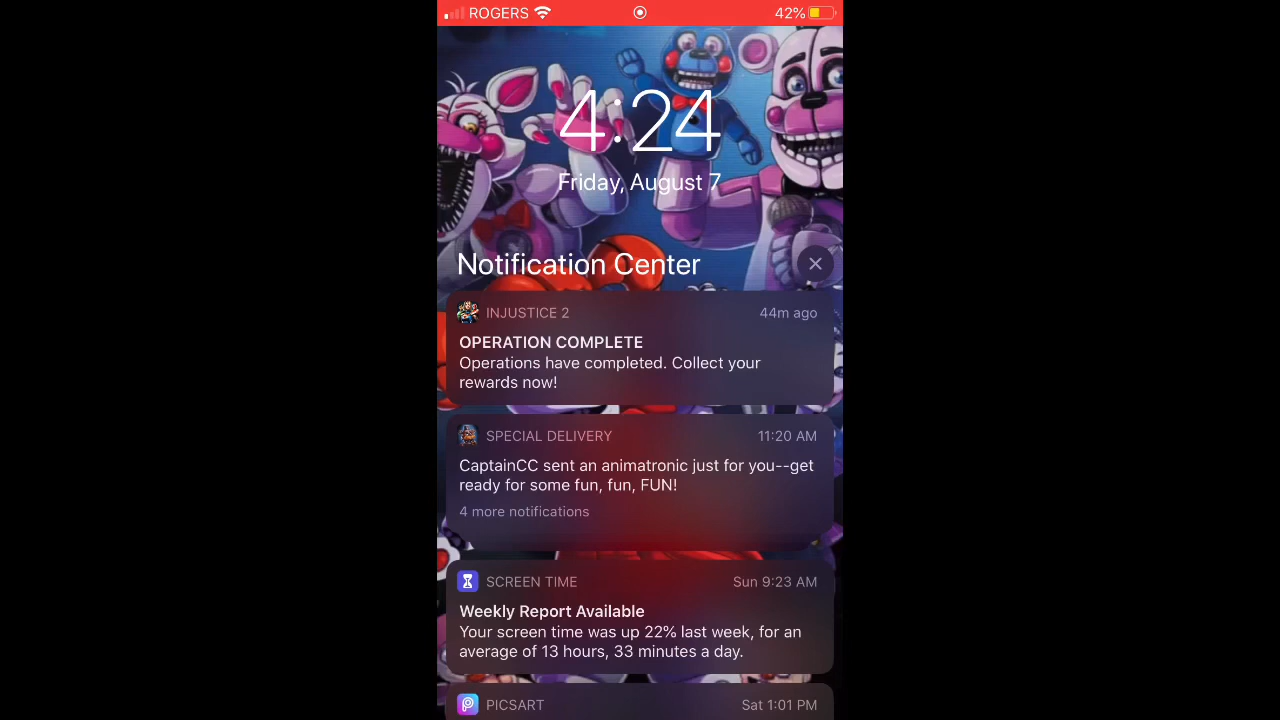 ROGERS 42%
4:24
Friday, August 7
Notification Center
INJUSTICE 2 44m ago
OPERATION COMPLETE
Operations have completed. Collect your
rewards now!
SPECIAL DELIVERY 11:20 AM
CaptainCC sent an animatronic just for you--get
ready for some fun, fun, FUN!
4 more notifications
SCREEN TIME Sun 9:23 AM
Weekly Report Available
Your screen time was up 22% last week, for an
average of 13 hours, 33 minutes a day.
PICSART Sat 1:01 PM